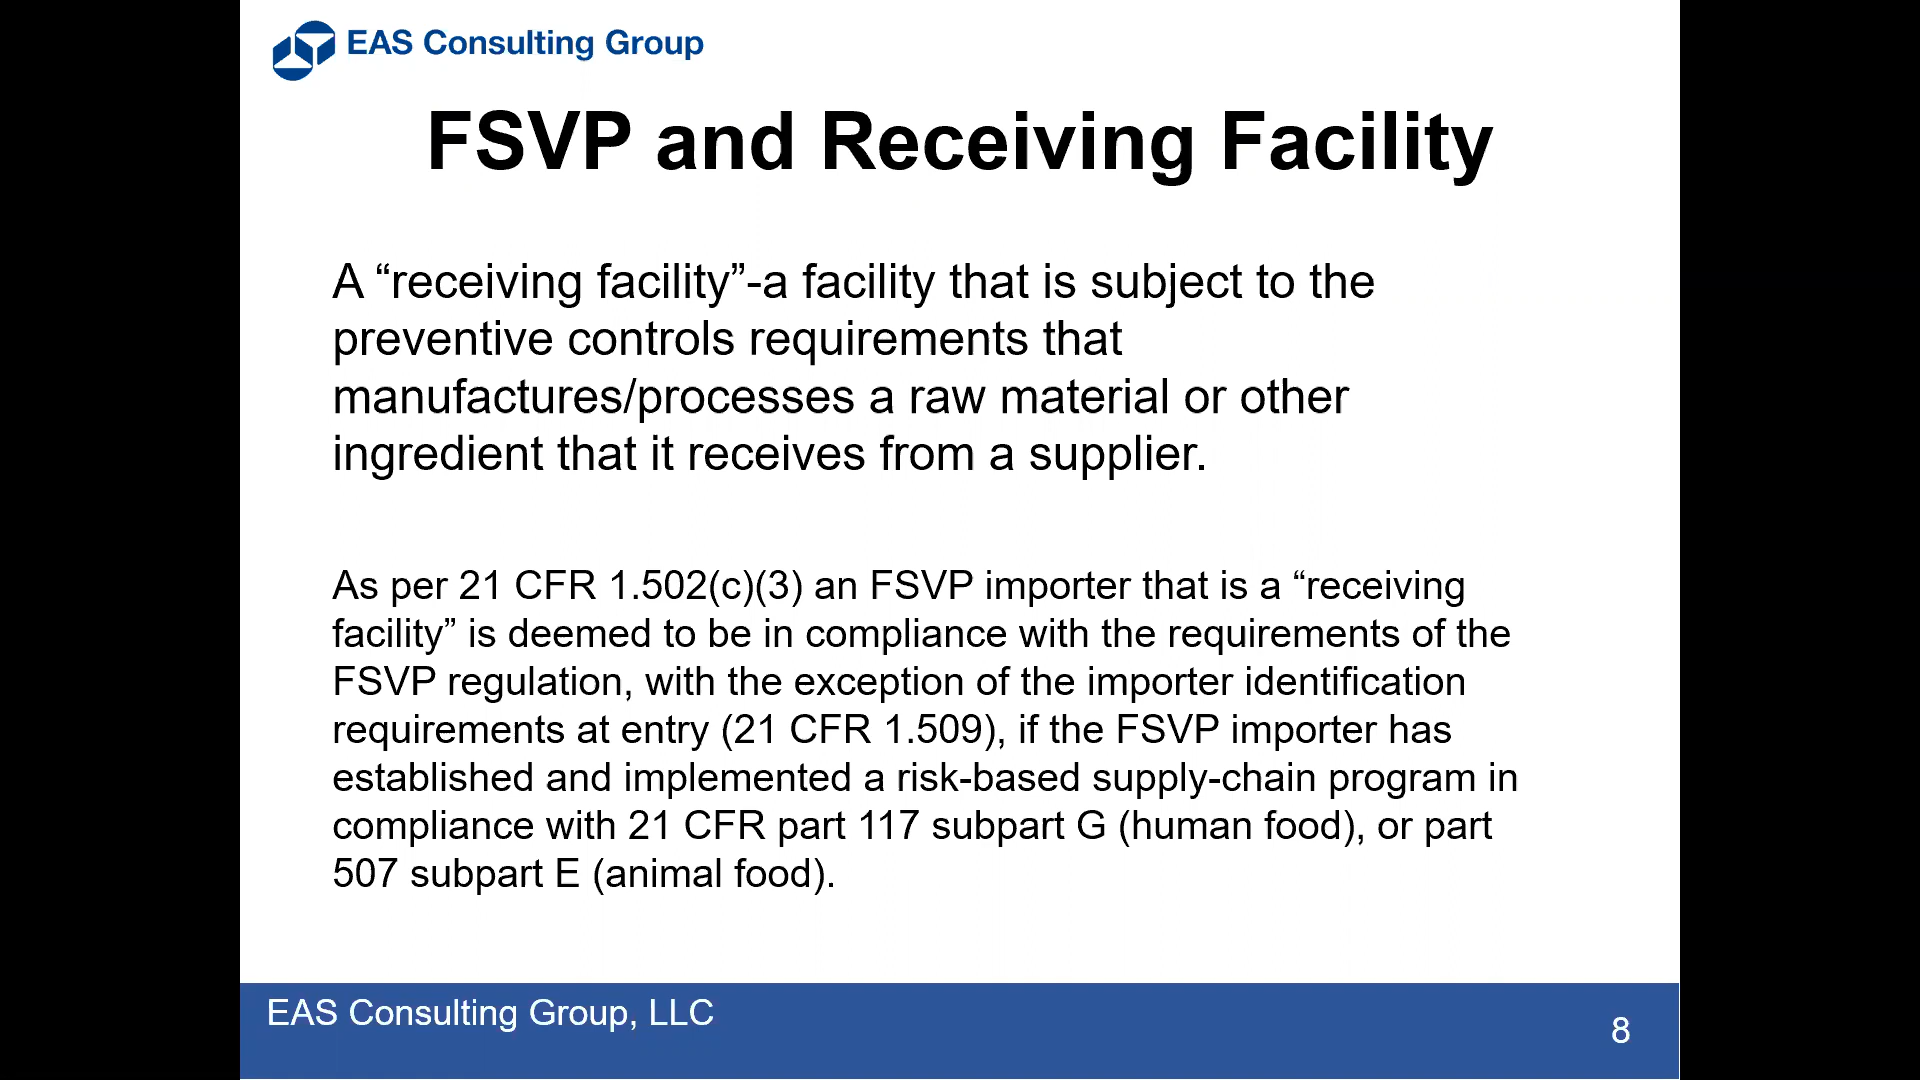 EAS Consulting Group
FSVP and Receiving Facility
A “receiving facility”-a facility that is subject to the
preventive controls requirements that
manufactures/processes a raw material or other
ingredient that it receives from a supplier.
As per 21 CFR 1.502(c)(3) an FSVP importer that is a “receiving
facility” is deemed to be in compliance with the requirements of the
FSVP regulation, with the exception of the importer identification
requirements at entry (21 CFR 1.509), if the FSVP importer has
established and implemented a risk-based supply-chain program in
compliance with 21 CFR part 117 subpart G (human food), or part
507 subpart E (animal food).
EAS Consulting Group, LLC
8